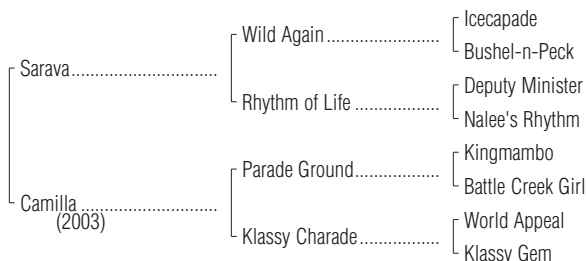 Icecapade
Wild Again
Bushel-n-Peck
Sarava
Deputy Minister
Rhythm of Life
Nalee's Rhythm
Kingmambo
Parade Ground
Battle Creek Girl
Camilla
(2003)
World Appeal
Klassy Charade
Klassy Gem